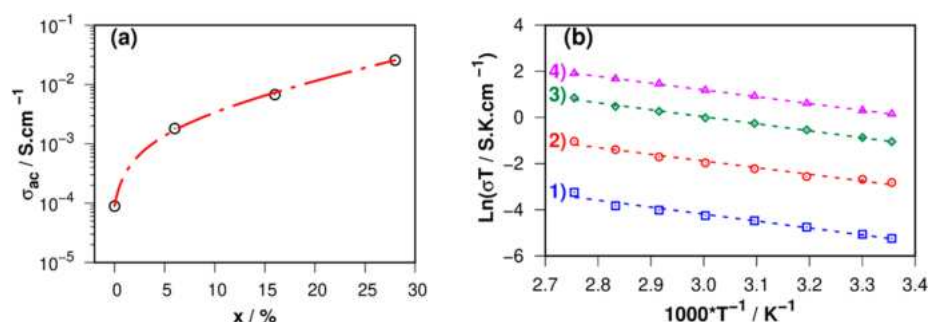 (a)
10⁻¹
10⁻²
10⁻³
10⁻⁴
10⁻⁵
σac / S.cm⁻¹
0 5 10 15 20 25 30
x / %
(b)
4)
3)
2)
1)
4
2
0
−2
−4
−6
Ln(σT / S.K.cm⁻¹)
2.7 2.8 2.9 3.0 3.1 3.2 3.3 3.4
1000*T⁻¹ / K⁻¹